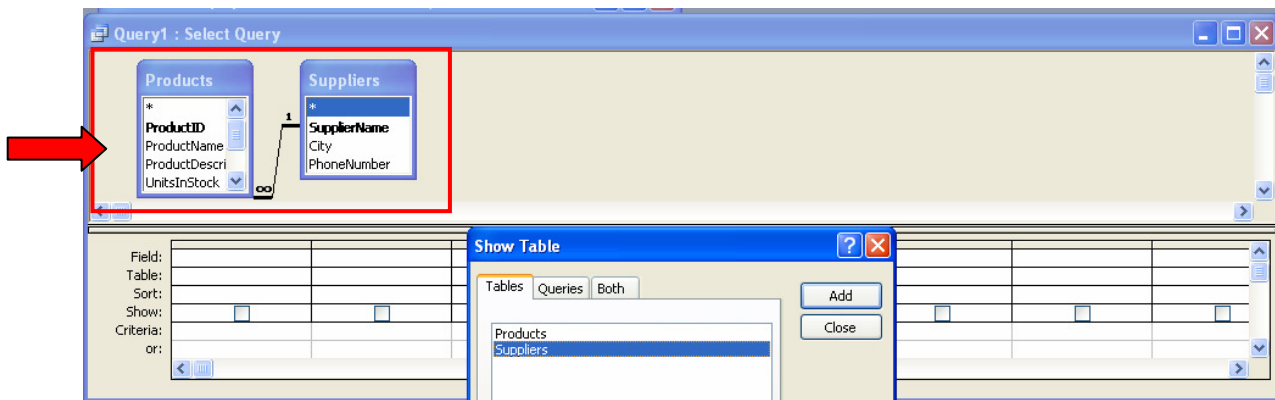 Query1 : Select Query
Products
*
ProductID
ProductName
ProductDescri
UnitsInStock
1
∞
Suppliers
*
SupplierName
City
PhoneNumber
Field:
Table:
Sort:
Show:
Criteria:
or:
Show Table
Tables Queries Both
Products
Suppliers
Add
Close